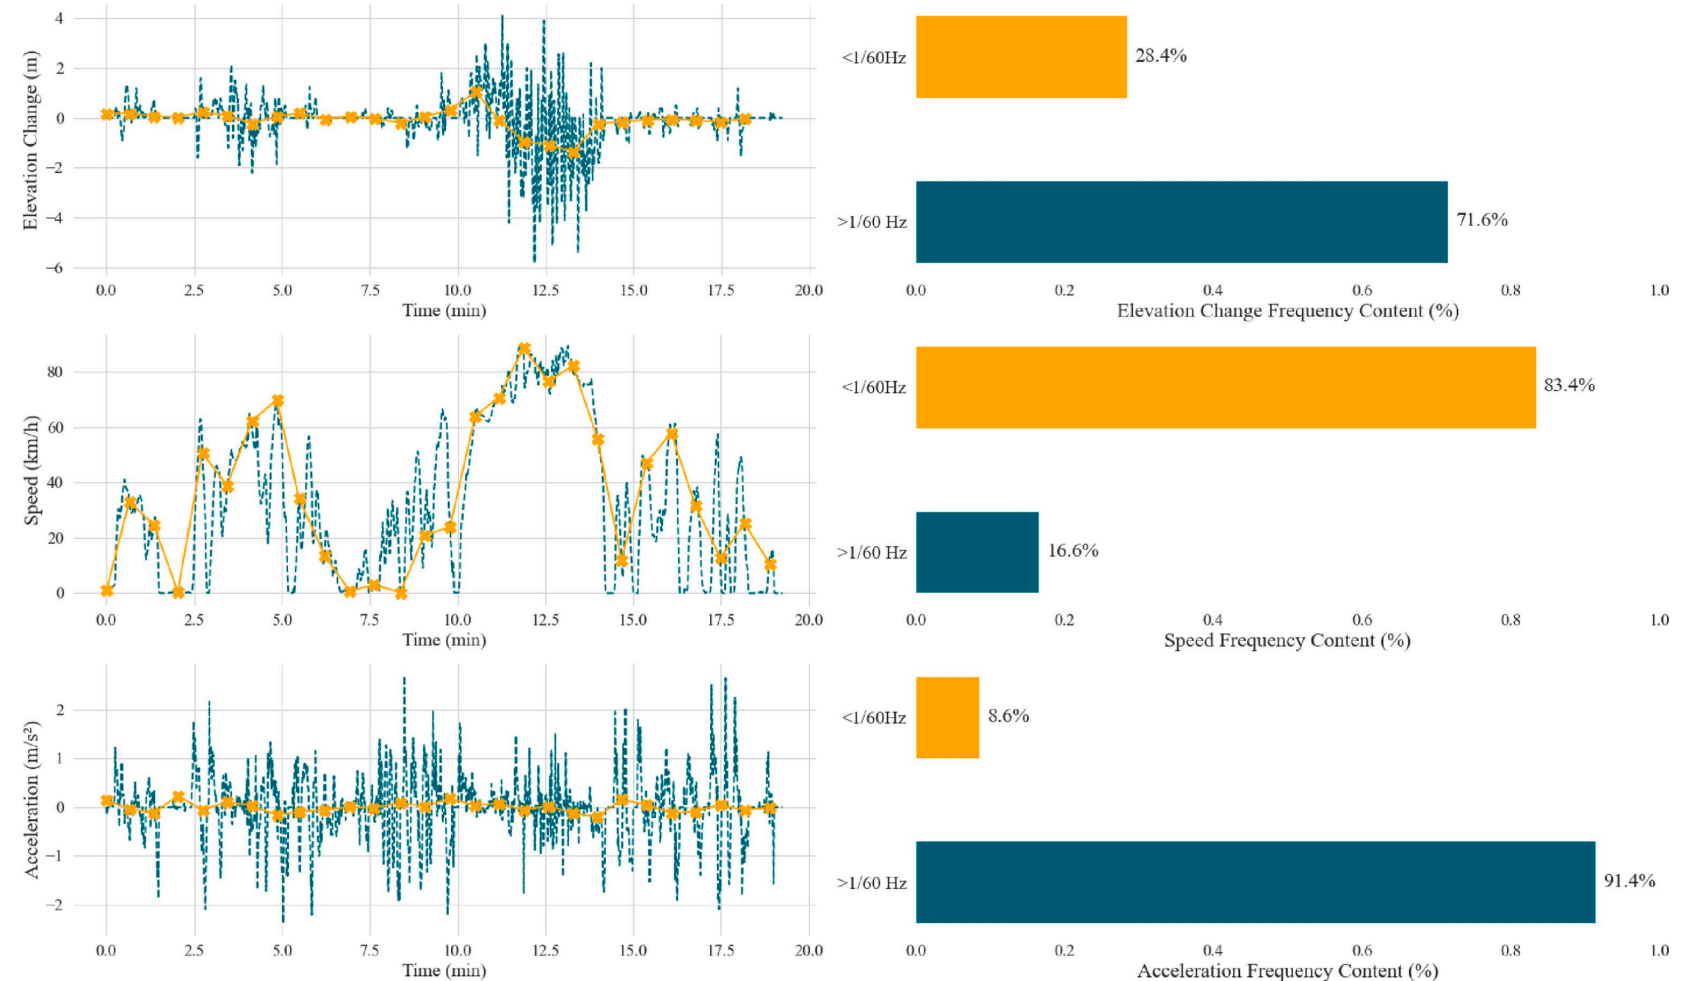 Elevation Change (m)
4
2
0
−2
−4
−6
0.0 2.5 5.0 7.5 10.0 12.5 15.0 17.5 20.0
Time (min)
<1/60Hz
28.4%
>1/60 Hz
71.6%
0.0 0.2 0.4 0.6 0.8 1.0
Elevation Change Frequency Content (%)
Speed (km/h)
80
60
40
20
0
0.0 2.5 5.0 7.5 10.0 12.5 15.0 17.5 20.0
Time (min)
<1/60Hz
83.4%
>1/60 Hz
16.6%
0.0 0.2 0.4 0.6 0.8 1.0
Speed Frequency Content (%)
Acceleration (m/s²)
2
1
0
−1
−2
0.0 2.5 5.0 7.5 10.0 12.5 15.0 17.5 20.0
Time (min)
<1/60Hz
8.6%
>1/60 Hz
91.4%
0.0 0.2 0.4 0.6 0.8 1.0
Acceleration Frequency Content (%)